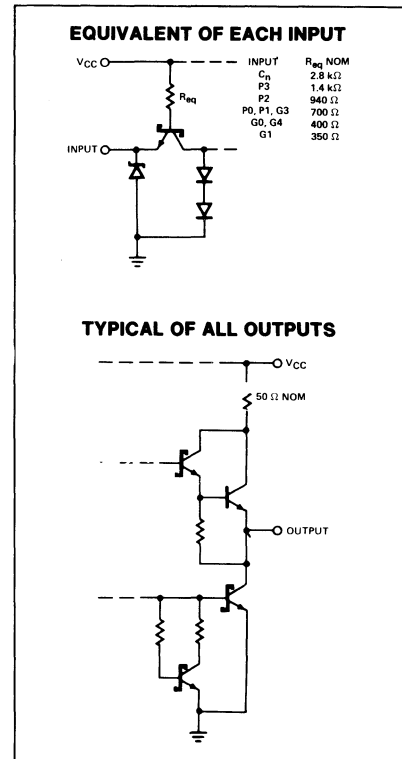 EQUIVALENT OF EACH INPUT
VCC INPUT Req NOM
Cn 2.8 kΩ
P3 1.4 kΩ
P2 940 Ω
P0, P1, G3 700 Ω
G0, G4 400 Ω
G1 350 Ω
Req
INPUT
TYPICAL OF ALL OUTPUTS
VCC
50 Ω NOM
OUTPUT